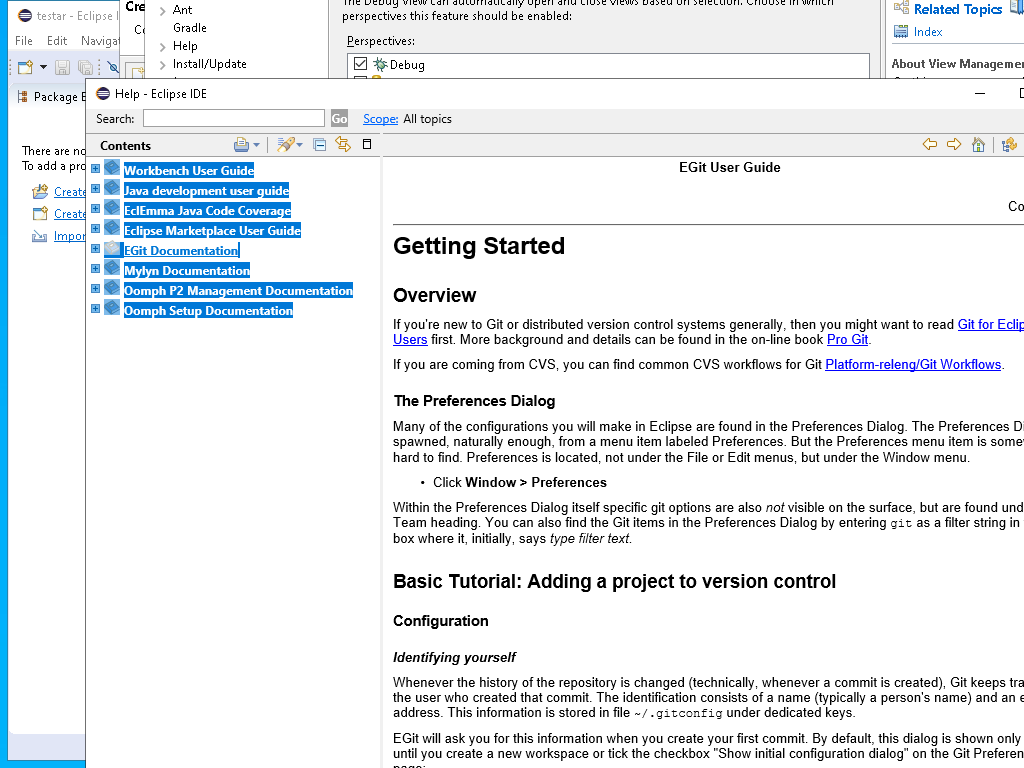 testar - Eclipse I
File Edit Navigat
Package E
There are no
To add a pro
Create
Create
Impor
Cre
Ant
Gradle
Help
Install/Update
The Debug View can automatically open and close views based on selection. Choose in which
perspectives this feature should be enabled:
Perspectives:
Debug
Related Topics
Index
About View Managemen
Help - Eclipse IDE
Search:
Go
Scope: All topics
Contents
Workbench User Guide
Java development user guide
EclEmma Java Code Coverage
Eclipse Marketplace User Guide
EGit Documentation
Mylyn Documentation
Oomph P2 Management Documentation
Oomph Setup Documentation
EGit User Guide
Co
Getting Started
Overview
If you're new to Git or distributed version control systems generally, then you might want to read Git for Eclip
Users first. More background and details can be found in the on-line book Pro Git.
If you are coming from CVS, you can find common CVS workflows for Git Platform-releng/Git Workflows.
The Preferences Dialog
Many of the configurations you will make in Eclipse are found in the Preferences Dialog. The Preferences Di
spawned, naturally enough, from a menu item labeled Preferences. But the Preferences menu item is somew
hard to find. Preferences is located, not under the File or Edit menus, but under the Window menu.
• Click Window > Preferences
Within the Preferences Dialog itself specific git options are also not visible on the surface, but are found und
Team heading. You can also find the Git items in the Preferences Dialog by entering git as a filter string in
box where it, initially, says type filter text.
Basic Tutorial: Adding a project to version control
Configuration
Identifying yourself
Whenever the history of the repository is changed (technically, whenever a commit is created), Git keeps tra
the user who created that commit. The identification consists of a name (typically a person's name) and an e
address. This information is stored in file ~/.gitconfig under dedicated keys.
EGit will ask you for this information when you create your first commit. By default, this dialog is shown only
until you create a new workspace or tick the checkbox "Show initial configuration dialog" on the Git Preferen
page: